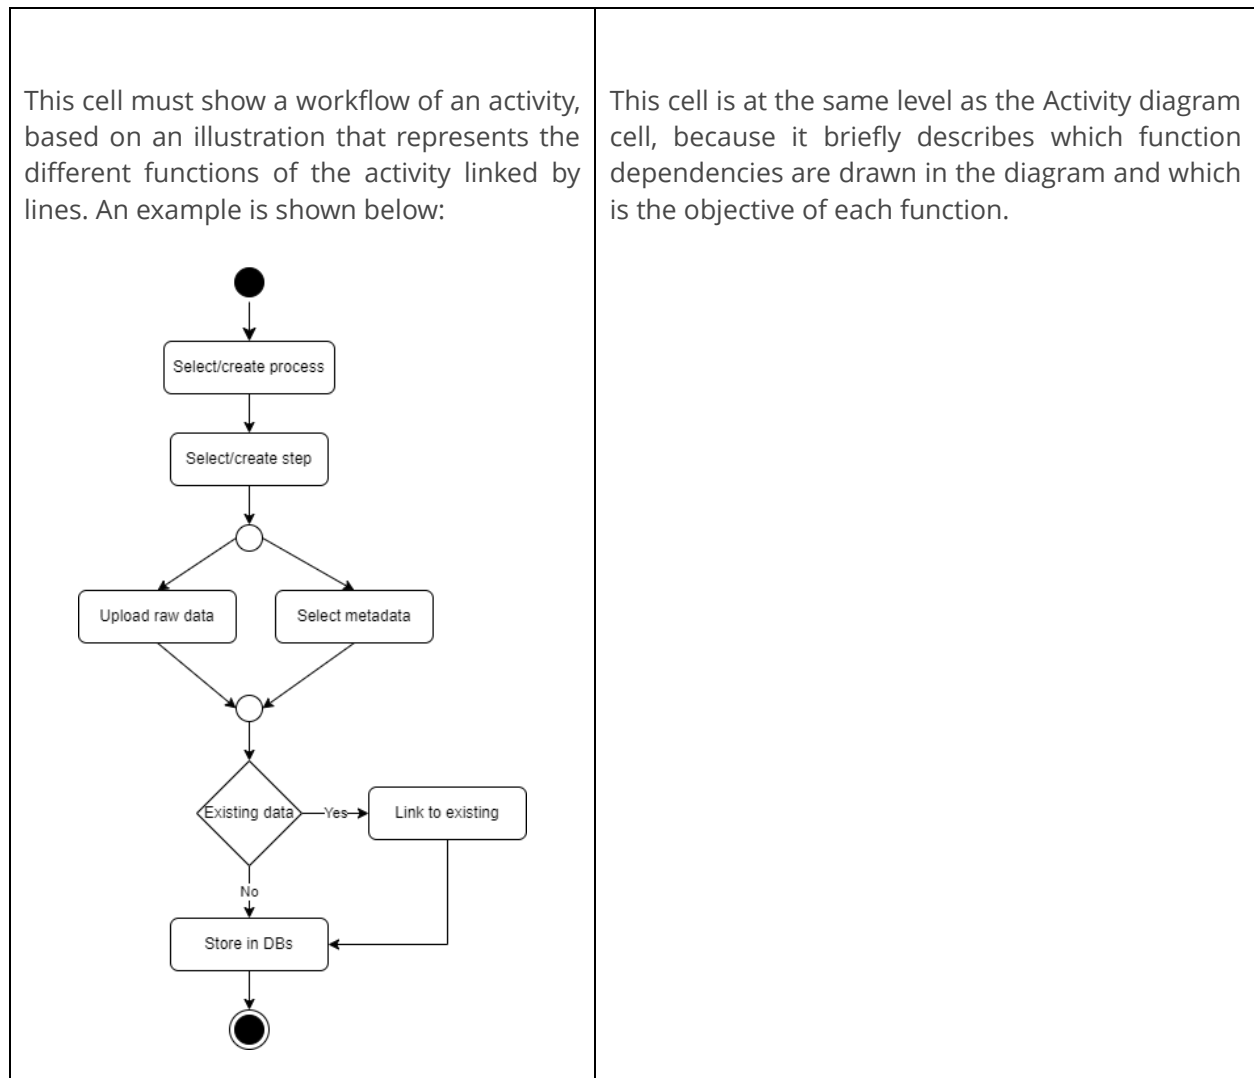 This cell must show a workflow of an activity,
based on an illustration that represents the
different functions of the activity linked by
lines. An example is shown below:
Select/create process
Select/create step
Upload raw data
Select metadata
Existing data
Yes
Link to existing
No
Store in DBs
This cell is at the same level as the Activity diagram
cell, because it briefly describes which function
dependencies are drawn in the diagram and which
is the objective of each function.